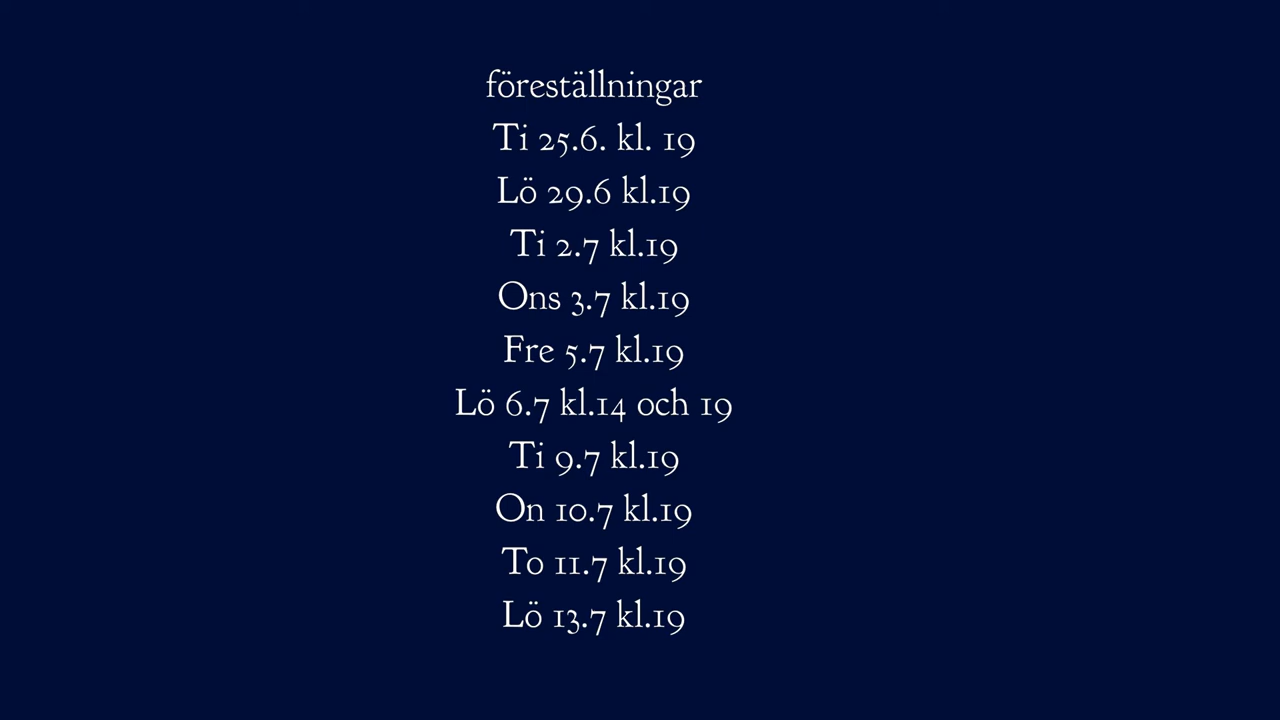 föreställningar
Ti 25.6. kl. 19
Lö 29.6 kl.19
Ti 2.7 kl.19
Ons 3.7 kl.19
Fre 5.7 kl.19
Lö 6.7 kl.14 och 19
Ti 9.7 kl.19
On 10.7 kl.19
To 11.7 kl.19
Lö 13.7 kl.19